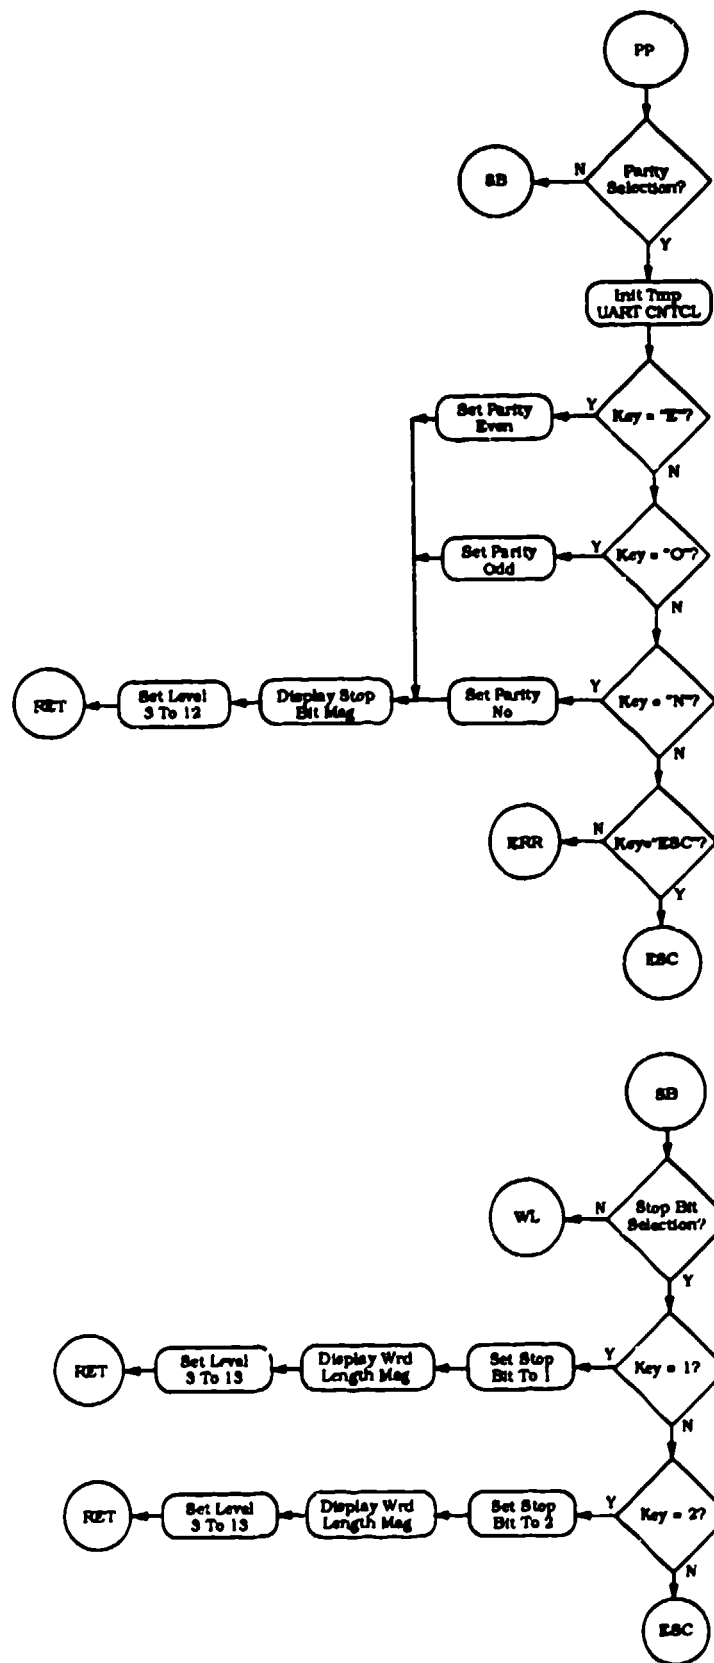 PP
Parity
Selection?
N
SB
Y
Init Tmp
UART CNTCL
Key = "E"?
Y
Set Parity
Even
N
Key = "O"?
Y
Set Parity
Odd
N
Key = "N"?
Y
Set Parity
No
Display Stop
Bit Msg
Set Level
3 To 12
RET
N
Key="ESC"?
N
ERR
Y
ESC
SB
Stop Bit
Selection?
N
WL
Y
Key = 1?
Y
Set Stop
Bit To 1
Display Wrd
Length Msg
Set Level
3 To 13
RET
N
Key = 2?
Y
Set Stop
Bit To 2
Display Wrd
Length Msg
Set Level
3 To 13
RET
N
ESC